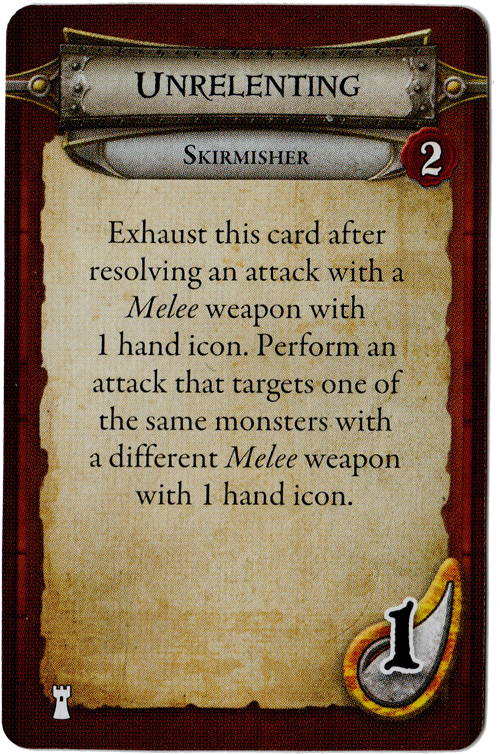 UNRELENTING
SKIRMISHER
2
Exhaust this card after
resolving an attack with a
Melee weapon with
1 hand icon. Perform an
attack that targets one of
the same monsters with
a different Melee weapon
with 1 hand icon.
1